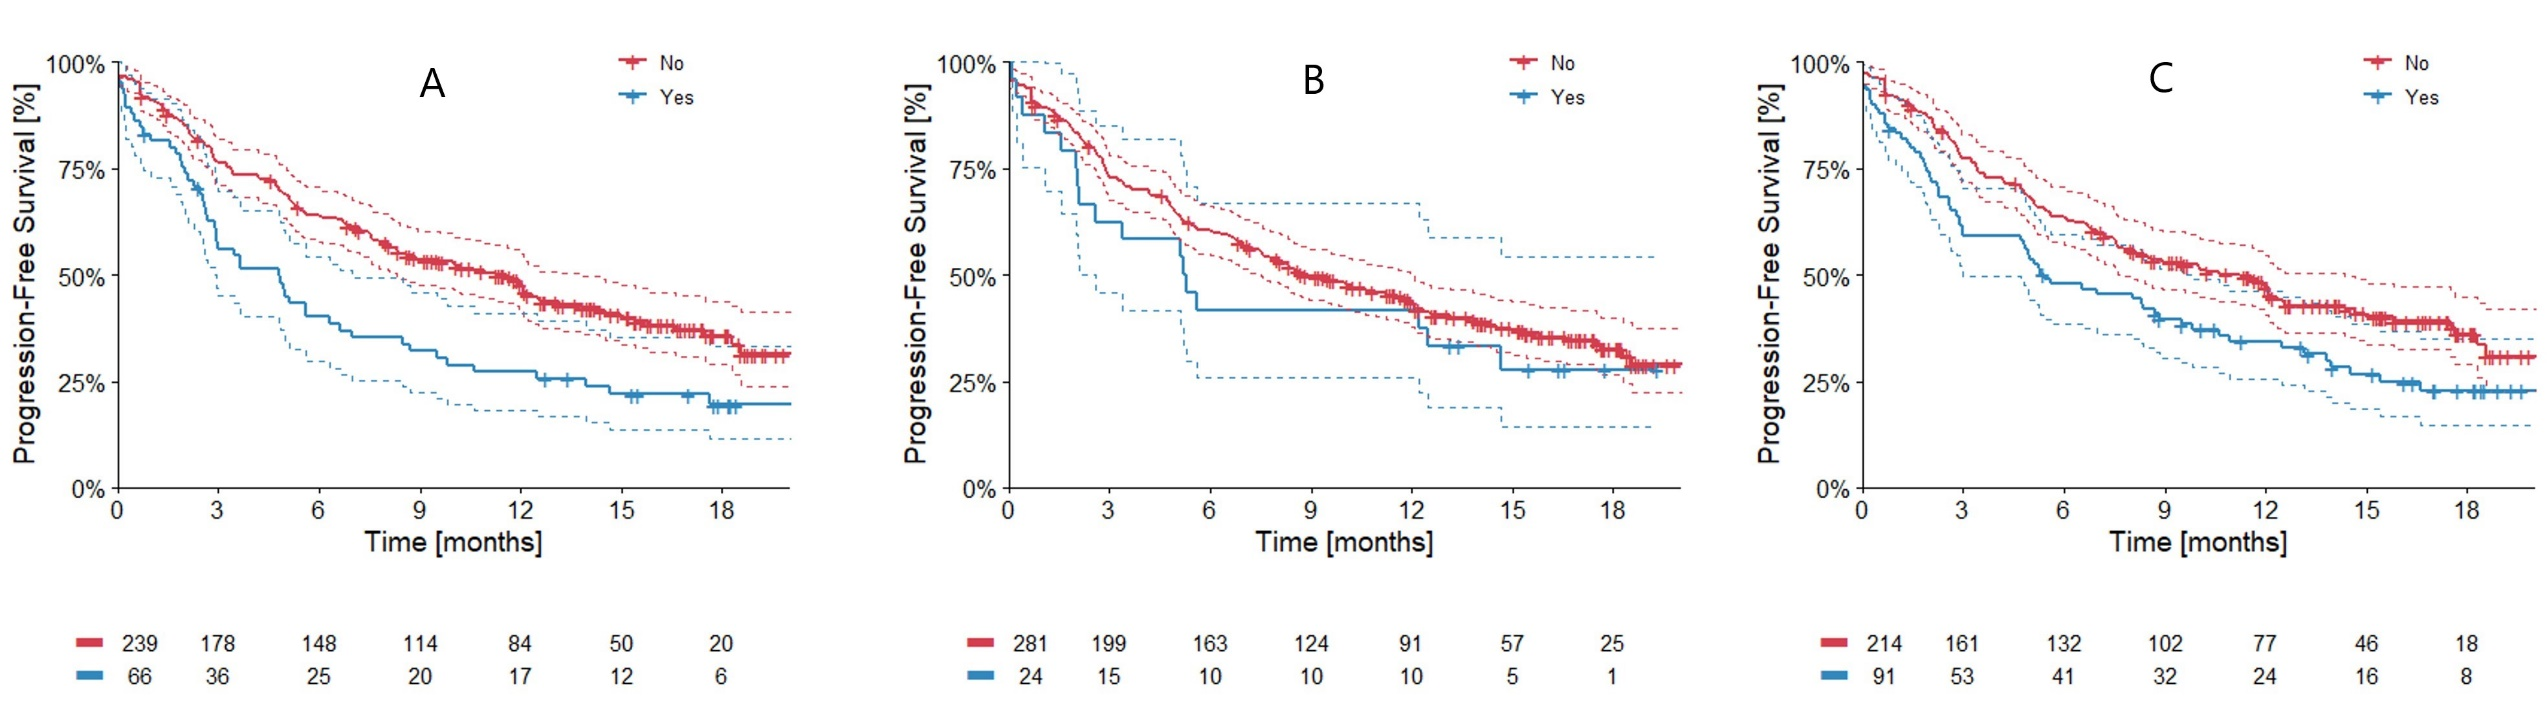 A
Progression-Free Survival [%]
100%
75%
50%
25%
0%
No
Yes
0 3 6 9 12 15 18
Time [months]
239 178 148 114 84 50 20
66 36 25 20 17 12 6
B
Progression-Free Survival [%]
100%
75%
50%
25%
0%
No
Yes
0 3 6 9 12 15 18
Time [months]
281 199 163 124 91 57 25
24 15 10 10 10 5 1
C
Progression-Free Survival [%]
100%
75%
50%
25%
0%
No
Yes
0 3 6 9 12 15 18
Time [months]
214 161 132 102 77 46 18
91 53 41 32 24 16 8